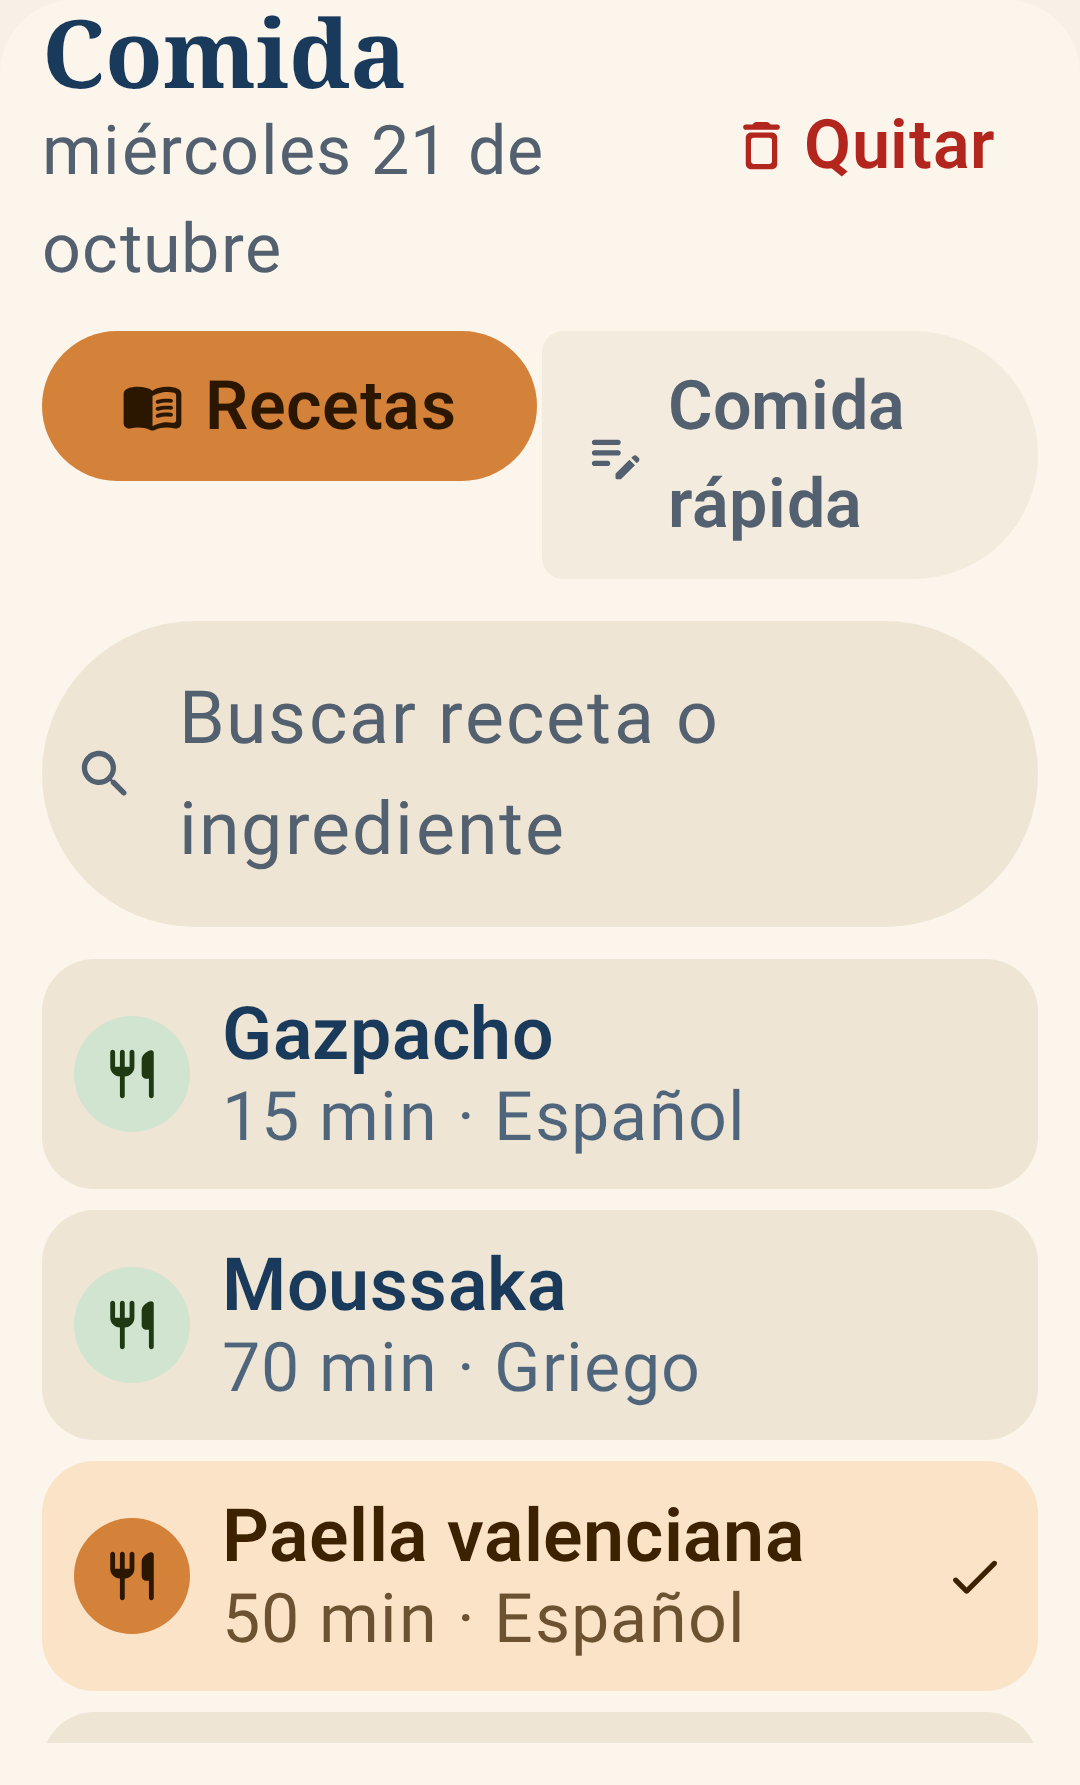 Comida
miércoles 21 de
octubre
Quitar
Recetas
Comida
rápida
Buscar receta o
ingrediente
Gazpacho
15 min · Español
Moussaka
70 min · Griego
Paella valenciana
50 min · Español